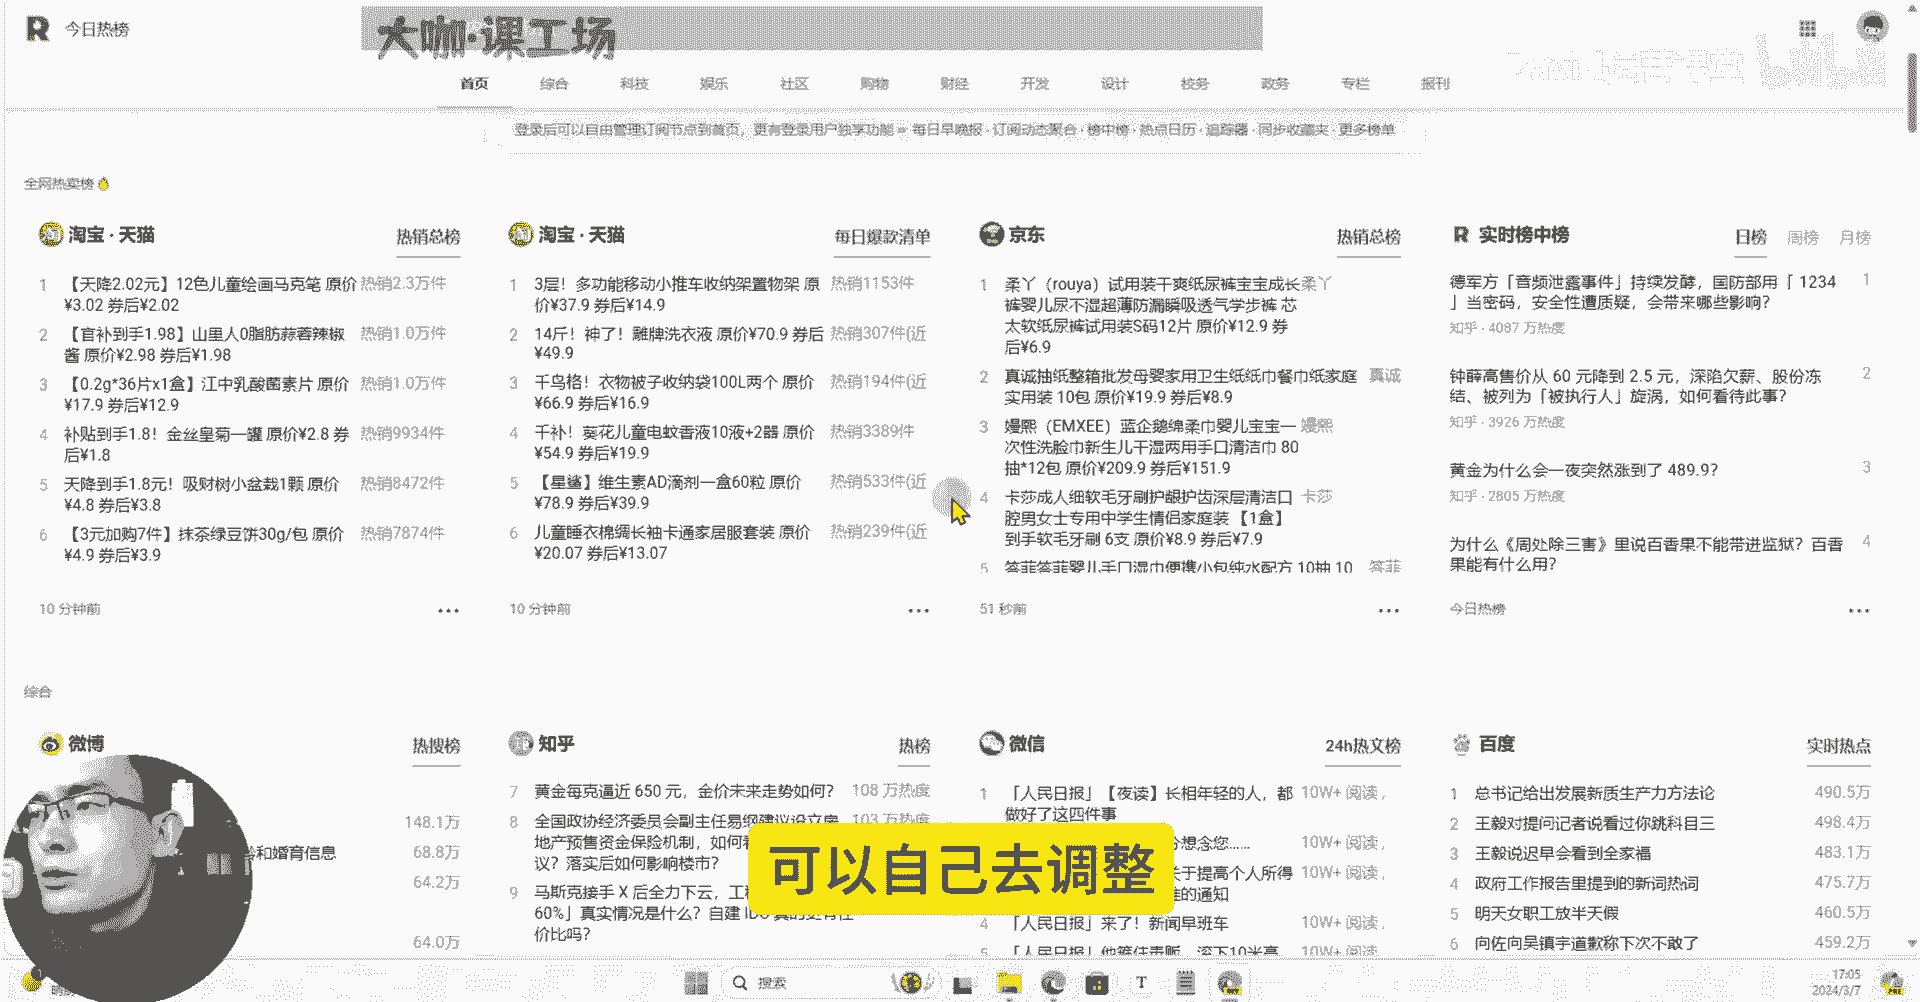 今日热榜
大咖·课工场
首页 综合 科技 娱乐 社区 购物 财经 开发 设计 校务 政务 专栏 报刊
登录后可以自由管理订阅节点到首页，更有登录用户独享功能 = 每日早晚报 · 订阅动态聚合 · 榜中榜 · 热点日历 · 追踪器 · 同步收藏夹 · 更多榜单
全网热卖榜
淘宝 · 天猫 热销总榜
1 【天降2.02元】12色儿童绘画马克笔 原价 热销2.3万件
¥3.02 券后¥2.02
2 【官补到手1.98】山里人0脂肪蒜蓉辣椒 热销1.0万件
酱 原价¥2.98 券后¥1.98
3 【0.2g*36片x1盒】江中乳酸菌素片 原价 热销1.0万件
¥17.9 券后¥12.9
4 补贴到手1.8！金丝皇菊一罐 原价¥2.8 券 热销9934件
后¥1.8
5 天降到手1.8元！吸财树小盆栽1颗 原价 热销8472件
¥4.8 券后¥3.8
6 【3元加购7件】抹茶绿豆饼30g/包 原价 热销7874件
¥4.9 券后¥3.9
10 分钟前
淘宝 · 天猫 每日爆款清单
1 3层！多功能移动小推车收纳架置物架 原 热销1153件
价¥37.9 券后¥14.9
2 14斤！神了！雕牌洗衣液 原价¥70.9 券后 热销307件(近
¥49.9
3 千鸟格！衣物被子收纳袋100L两个 原价 热销194件(近
¥66.9 券后¥16.9
4 千补！葵花儿童电蚊香液10液+2器 原价 热销3389件
¥54.9 券后¥19.9
5 【星鲨】维生素AD滴剂一盒60粒 原价 热销533件(近
¥78.9 券后¥39.9
6 儿童睡衣棉绸长袖卡通家居服套装 原价 热销239件(近
¥20.07 券后¥13.07
10 分钟前
京东 热销总榜
1 柔丫（rouya）试用装干爽纸尿裤宝宝成长 柔丫
裤婴儿尿不湿超薄防漏瞬吸透气学步裤 芯
太软纸尿裤试用装S码12片 原价¥12.9 券
后¥6.9
2 真诚抽纸整箱批发母婴家用卫生纸纸巾餐巾纸家庭 真诚
实用装 10包 原价¥19.9 券后¥8.9
3 嫚熙（EMXEE）蓝企鹅绵柔巾婴儿宝宝一 嫚熙
次性洗脸巾新生儿干湿两用手口清洁巾 80
抽*12包 原价¥209.9 券后¥151.9
4 卡莎成人细软毛牙刷护龈护齿深层清洁口 卡莎
腔男女士专用中学生情侣家庭装 【1盒】
到手软毛牙刷 6支 原价¥8.9 券后¥7.9
5 答菲答菲婴儿手口湿巾便携小包纯水配方 10抽 10 答菲
51 秒前
实时榜中榜 日榜 周榜 月榜
德军方「音频泄露事件」持续发酵，国防部用「 1234 1
」当密码，安全性遭质疑，会带来哪些影响？
知乎 · 4087 万热度
钟薛高售价从 60 元降到 2.5 元，深陷欠薪、股份冻 2
结、被列为「被执行人」旋涡，如何看待此事？
知乎 · 3926 万热度
黄金为什么会一夜突然涨到了 489.9？ 3
知乎 · 2805 万热度
为什么《周处除三害》里说百香果不能带进监狱？百香 4
果能有什么用？
今日热榜
综合
微博 热搜榜
148.1万
和婚育信息 68.8万
64.2万
64.0万
知乎 热榜
7 黄金每克逼近 650 元，金价未来走势如何？ 108 万热度
8 全国政协经济委员会副主任易纲建议设立房 103 万热度
地产预售资金保险机制，如何
议？落实后如何影响楼市？
9 马斯克接手 X 后全力下云，工
60%」真实情况是什么？自建
价比吗？
微信 24h热文榜
1 「人民日报」【夜读】长相年轻的人，都 10W+ 阅读 ,
做好了这四件事
想念您…… 10W+ 阅读 ,
关于提高个人所得 10W+ 阅读 ,
的通知
4 「人民日报」来了！新闻早班车 10W+ 阅读 ,
5 10W+ 阅读
百度 实时热点
1 总书记给出发展新质生产力方法论 490.5万
2 王毅对提问记者说看过你跳科目三 498.4万
3 王毅说迟早会看到全家福 483.1万
4 政府工作报告里提到的新词热词 475.7万
5 明天女职工放半天假 460.5万
6 向佐向吴镇宇道歉称下次不敢了 459.2万
可以自己去调整
搜索
17:05
2024/3/7